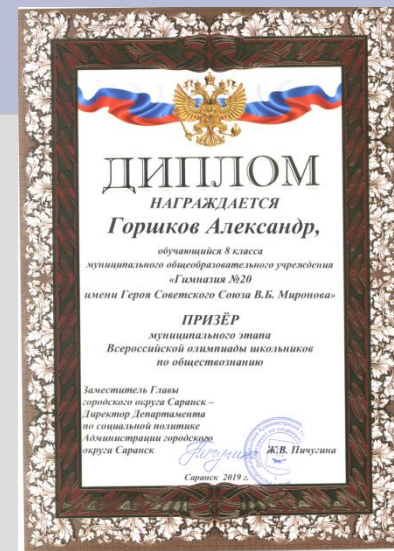 ДИПЛОМ
НАГРАЖДАЕТСЯ
Горшков Александр,
обучающийся 8 класса
муниципального общеобразовательного учреждения
«Гимназия №20
имени Героя Советского Союза В.Б. Миронова»
ПРИЗЁР
муниципального этапа
Всероссийской олимпиады школьников
по обществознанию
Заместитель Главы
городского округа Саранск –
Директор Департамента
по социальной политике
Администрации городского
округа Саранск Ж.В. Пичугина
Саранск 2019 г.